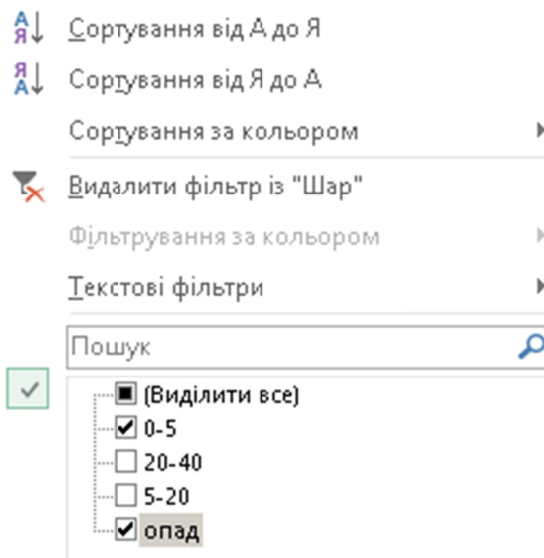 Сортування від А до Я
Сортування від Я до А
Сортування за кольором
Видалити фільтр із "Шар"
Фільтрування за кольором
Текстові фільтри
Пошук
(Виділити все)
0-5
20-40
5-20
опад